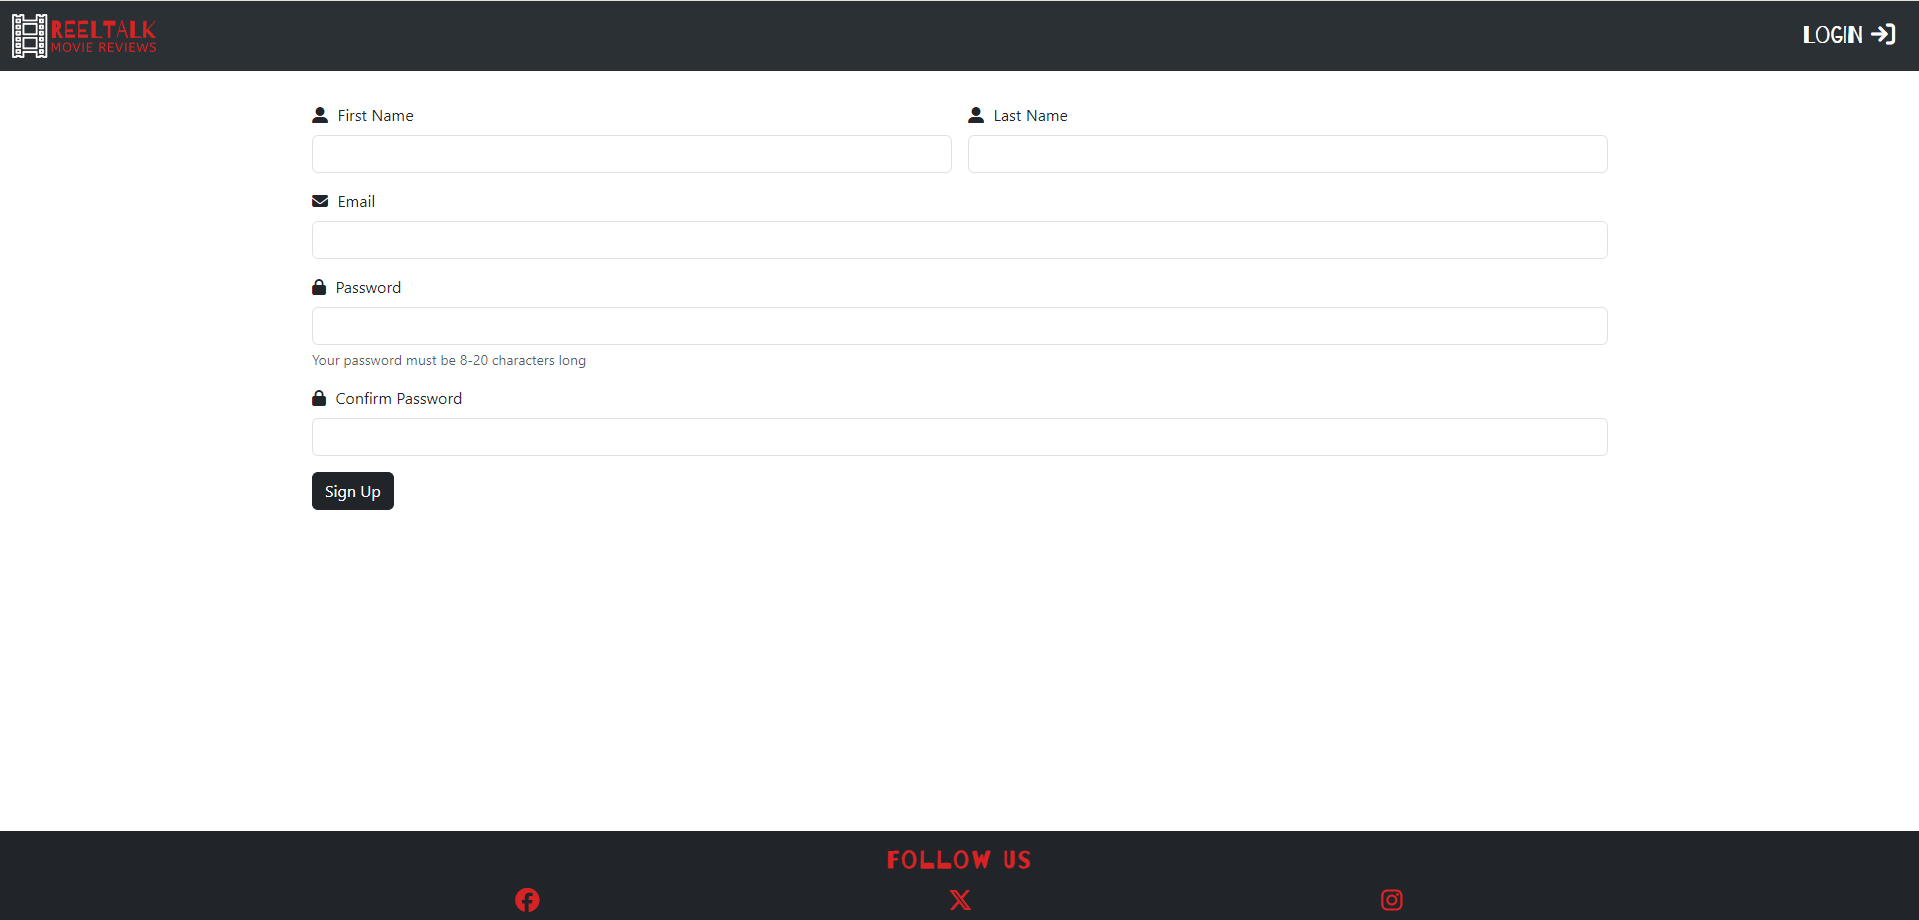 REELTALK
MOVIE REVIEWS
LOGIN
First Name
Last Name
Email
Password
Your password must be 8-20 characters long
Confirm Password
Sign Up
FOLLOW US